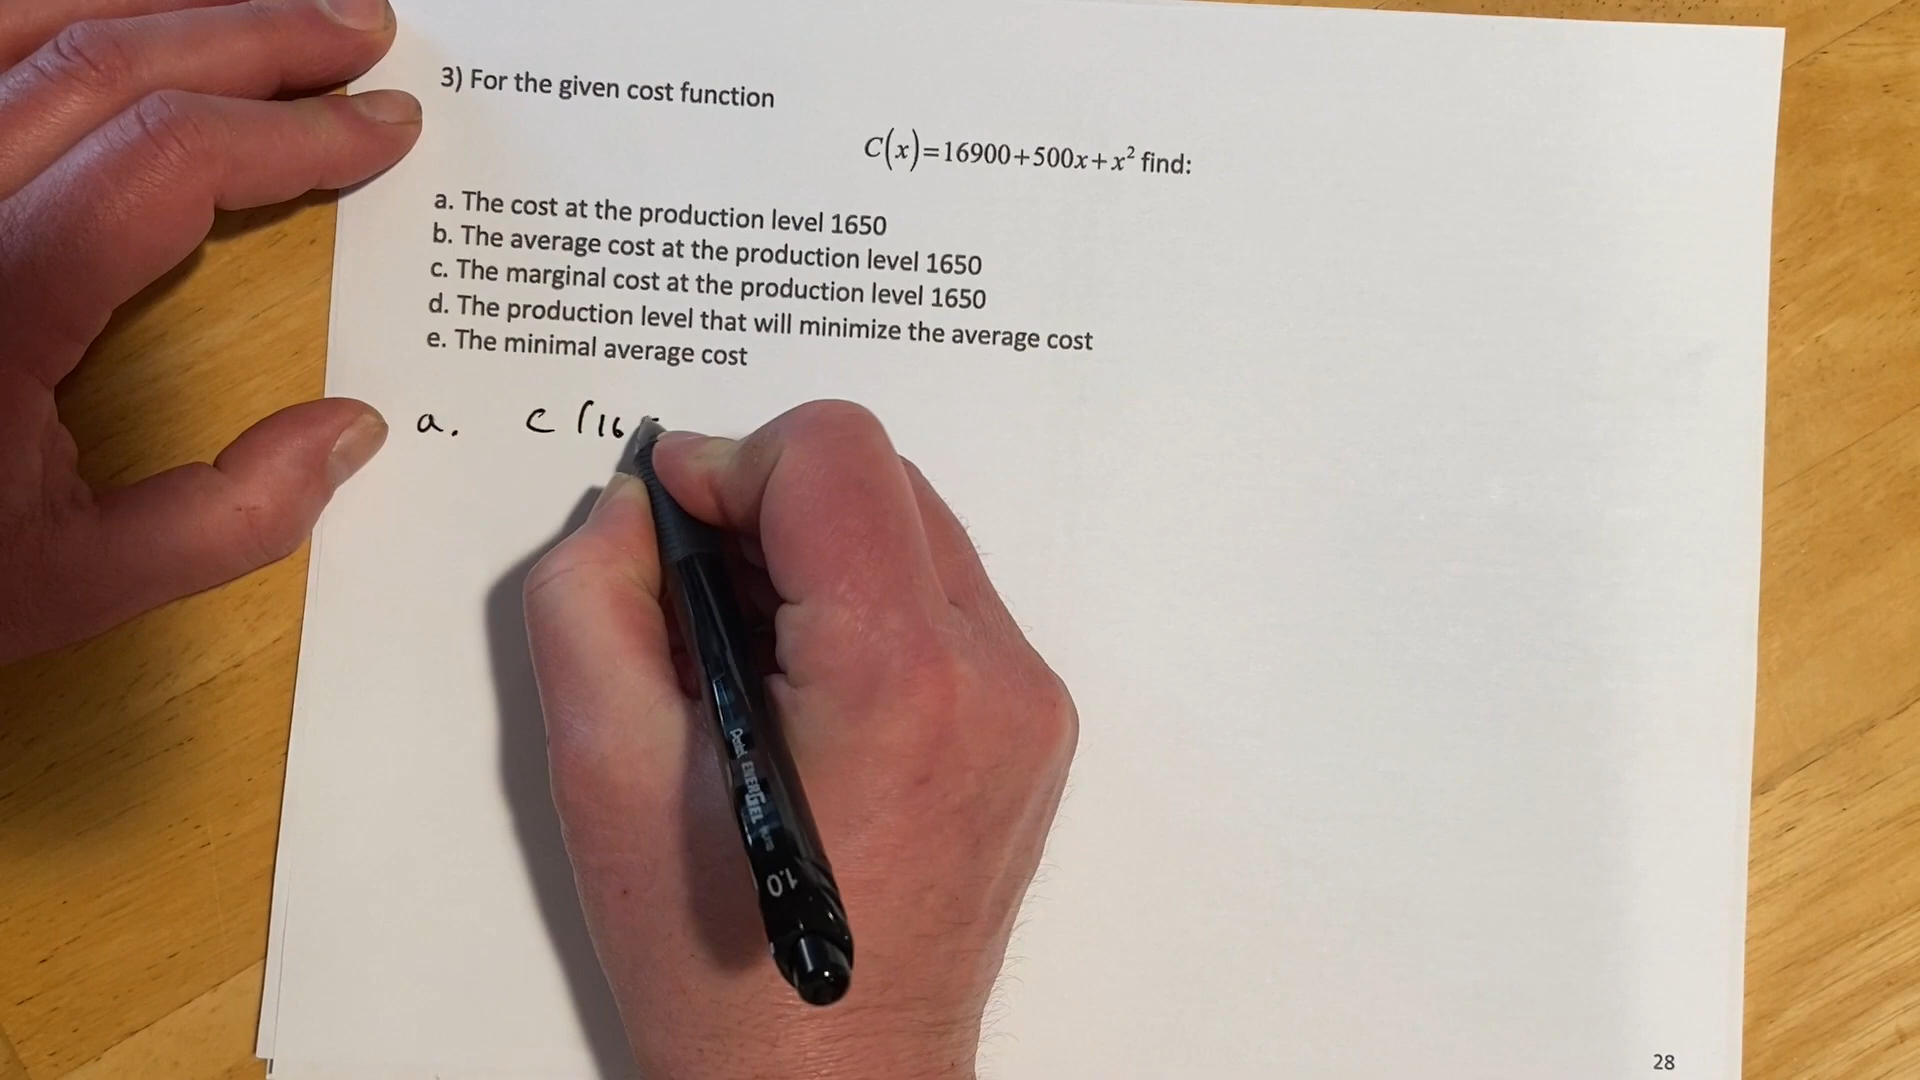 3) For the given cost function
C(x)=16900+500x+x² find:
a. The cost at the production level 1650
b. The average cost at the production level 1650
c. The marginal cost at the production level 1650
d. The production level that will minimize the average cost
e. The minimal average cost
a. C (165
Pentel ENERGEL
1.0
28